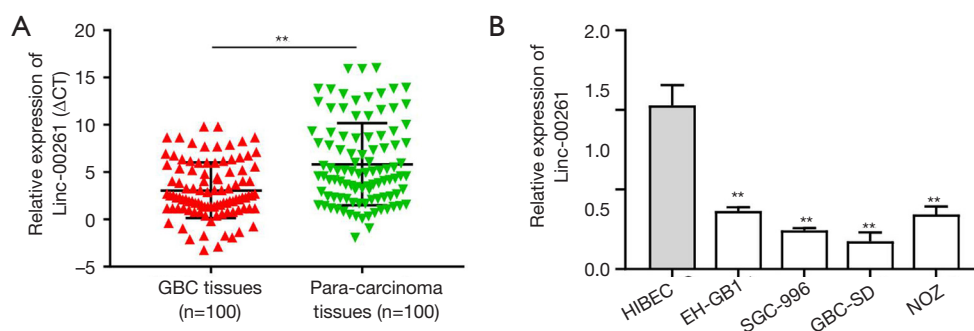 A
Relative expression of
Linc-00261 (ΔCT)
20
15
10
5
0
–5
**
GBC tissues
(n=100)
Para-carcinoma
tissues (n=100)
B
Relative expression of
Linc-00261
2.0
1.5
1.0
0.5
0.0
**
**
**
**
HIBEC
EH-GB1
SGC-996
GBC-SD
NOZ